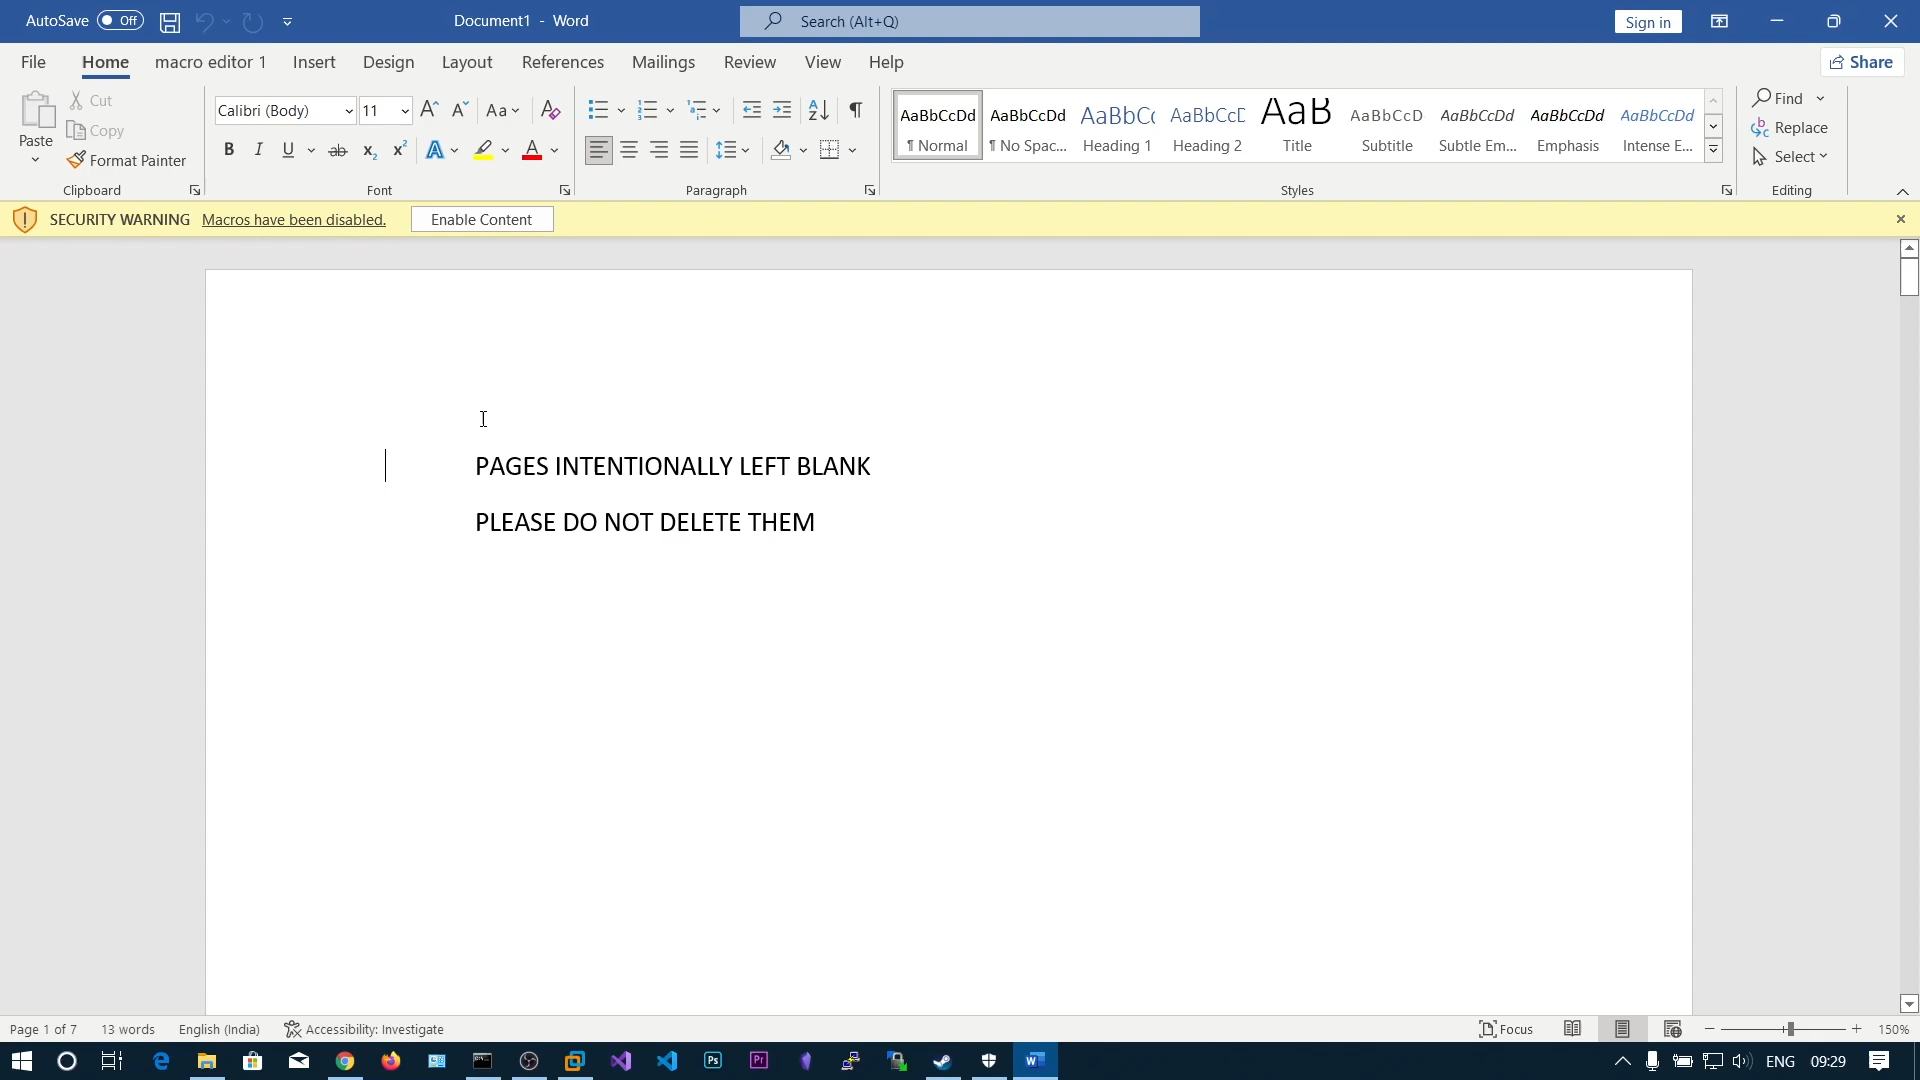 AutoSave Off Document1 - Word Search (Alt+Q) Sign in
File Home macro editor 1 Insert Design Layout References Mailings Review View Help Share
Paste Cut Copy Format Painter Clipboard
Calibri (Body) 11 Aa Font
Paragraph
AaBbCcDd AaBbCcDd AaBbCc AaBbCcD AaB AaBbCcD AaBbCcDd AaBbCcDd AaBbCcDd
¶ Normal ¶ No Spac... Heading 1 Heading 2 Title Subtitle Subtle Em... Emphasis Intense E...
Styles
Find
Replace
Select
Editing
SECURITY WARNING Macros have been disabled. Enable Content
PAGES INTENTIONALLY LEFT BLANK
PLEASE DO NOT DELETE THEM
Page 1 of 7 13 words English (India) Accessibility: Investigate Focus 150%
ENG 09:29